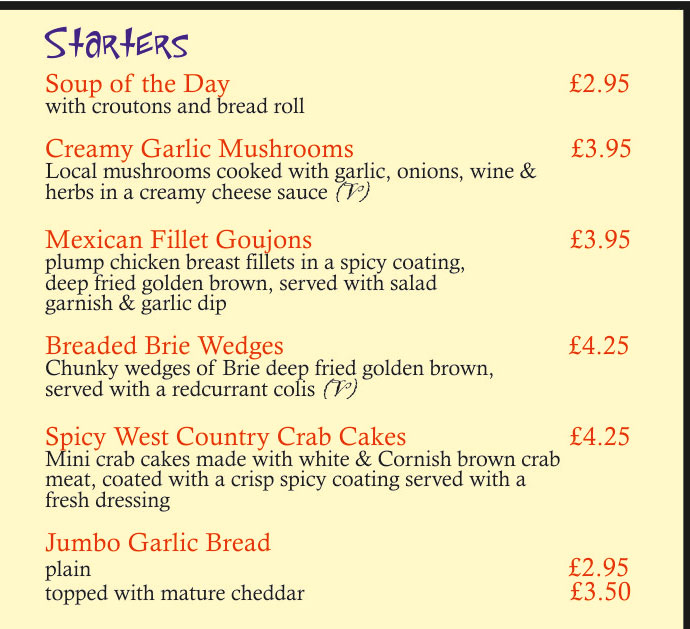 Starters
Soup of the Day £2.95
with croutons and bread roll
Creamy Garlic Mushrooms £3.95
Local mushrooms cooked with garlic, onions, wine &
herbs in a creamy cheese sauce (V)
Mexican Fillet Goujons £3.95
plump chicken breast fillets in a spicy coating,
deep fried golden brown, served with salad
garnish & garlic dip
Breaded Brie Wedges £4.25
Chunky wedges of Brie deep fried golden brown,
served with a redcurrant colis (V)
Spicy West Country Crab Cakes £4.25
Mini crab cakes made with white & Cornish brown crab
meat, coated with a crisp spicy coating served with a
fresh dressing
Jumbo Garlic Bread
plain £2.95
topped with mature cheddar £3.50